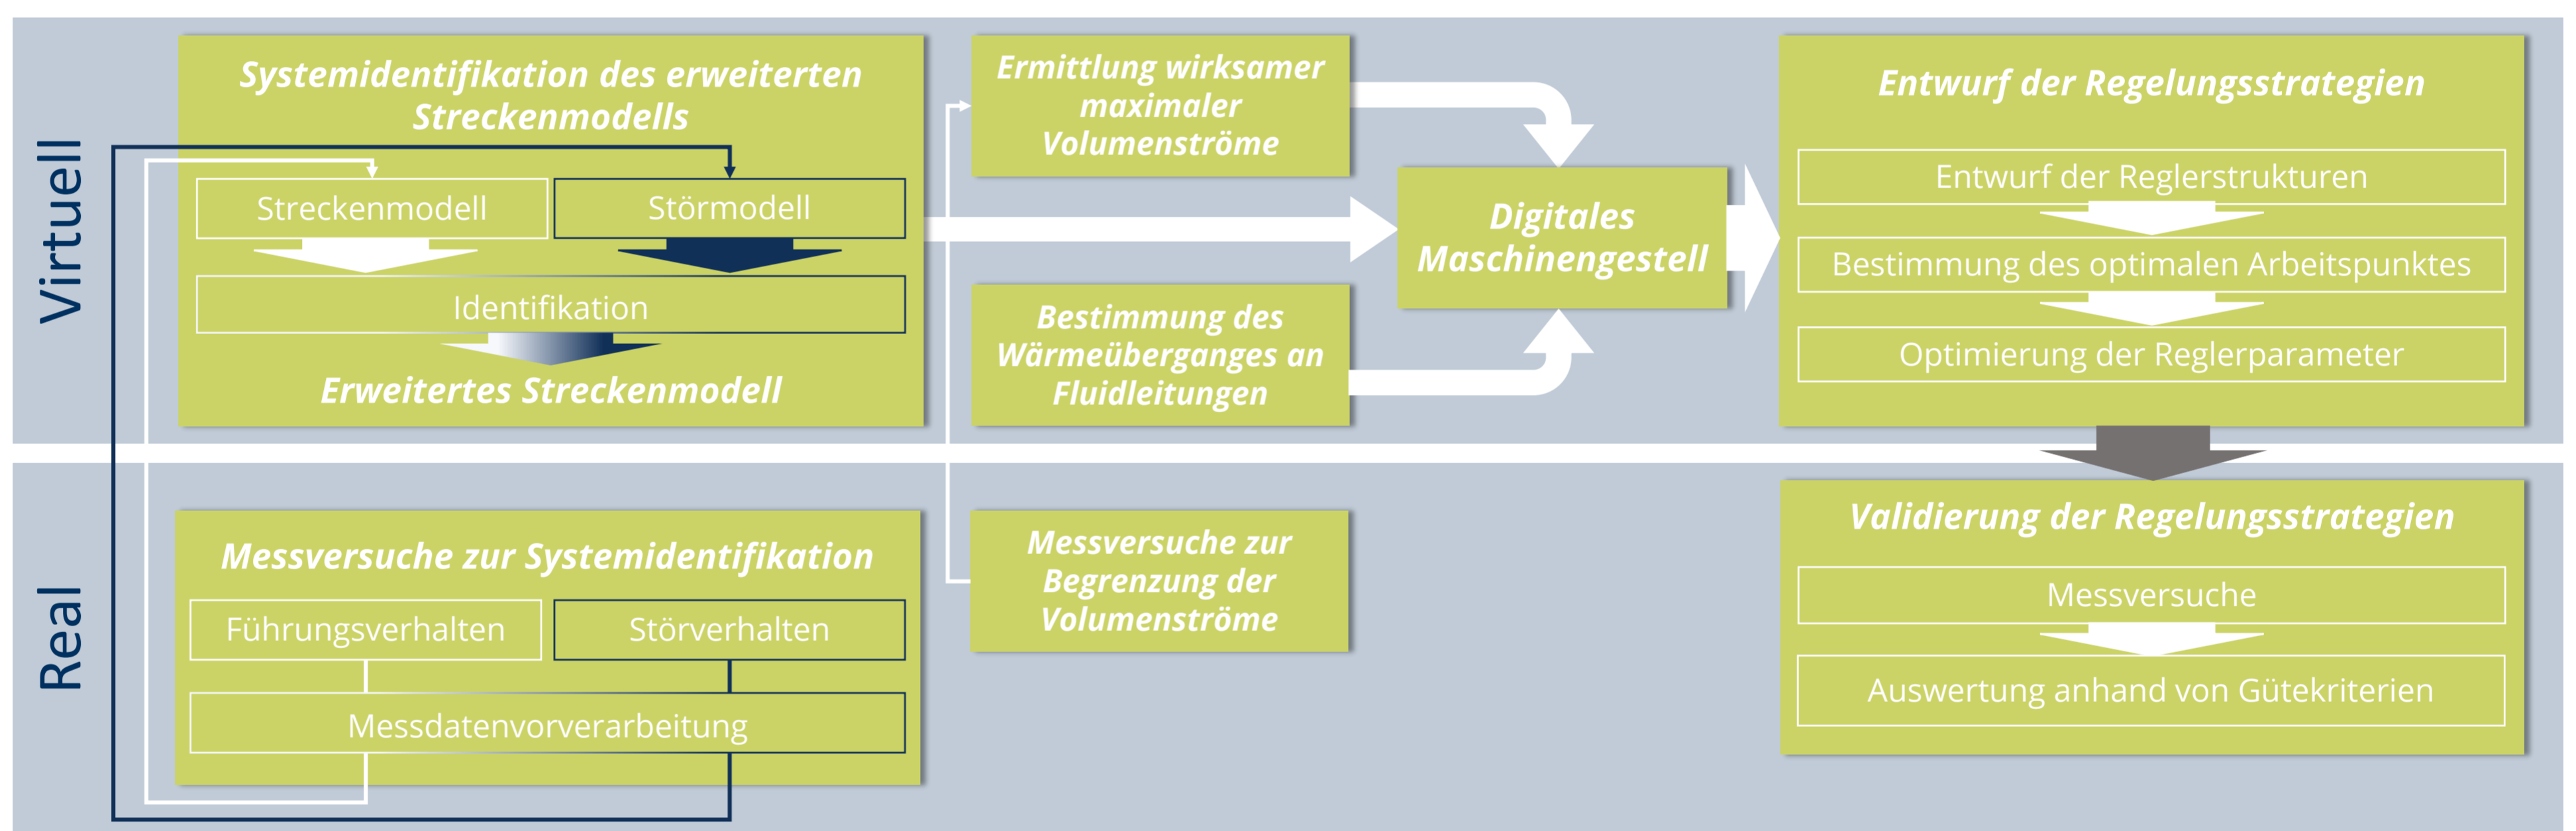 Virtuell
Systemidentifikation des erweiterten
Streckenmodells
Streckenmodell
Störmodell
Identifikation
Erweitertes Streckenmodell
Ermittlung wirksamer
maximaler
Volumenströme
Bestimmung des
Wärmeüberganges an
Fluidleitungen
Digitales
Maschinengestell
Entwurf der Regelungsstrategien
Entwurf der Reglerstrukturen
Bestimmung des optimalen Arbeitspunktes
Optimierung der Reglerparameter
Real
Messversuche zur Systemidentifikation
Führungsverhalten
Störverhalten
Messdatenvorverarbeitung
Messversuche zur
Begrenzung der
Volumenströme
Validierung der Regelungsstrategien
Messversuche
Auswertung anhand von Gütekriterien